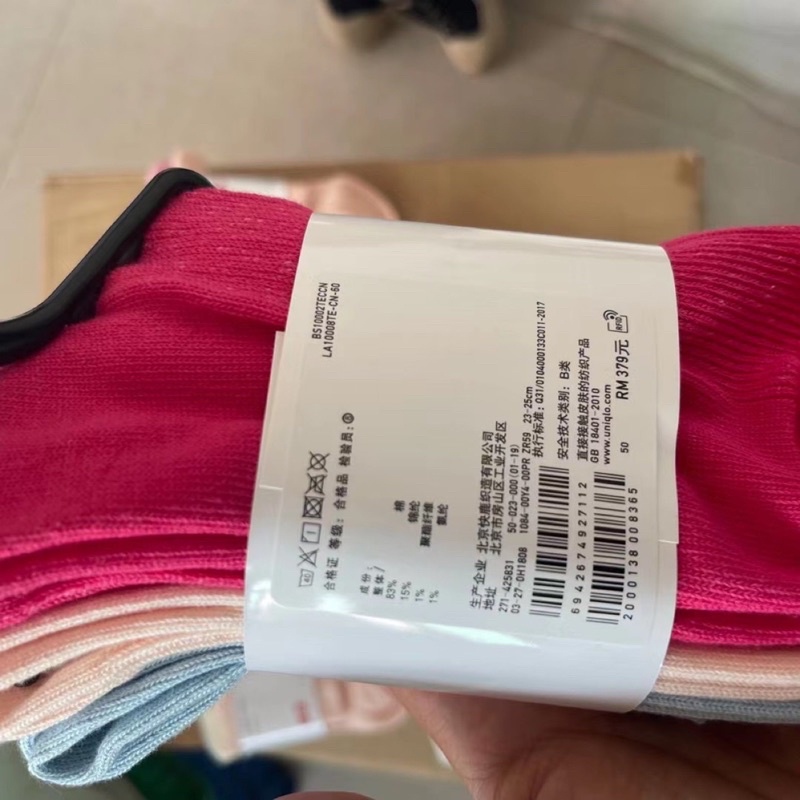 BS10002TECCN
LA10008TE-CN-60
40
合格证 等级：合格品 检验员：
成份
整体
83% 棉
15% 锦纶
1% 聚酯纤维
1% 氨纶
生产企业 北京快鹿织造有限公司
地址 北京市房山区工业开发区
271-425831 50-023-000 (01-19)
03-27-0H1808 1084-00Y4-00PR ZR59 23-25cm
执行标准：Q31/0104000133C011-2017
6942674927112
安全技术类别：B类
直接接触皮肤的纺织产品
GB 18401-2010
www.uniqlo.com
2000138008365
50
RM 379元
RFID